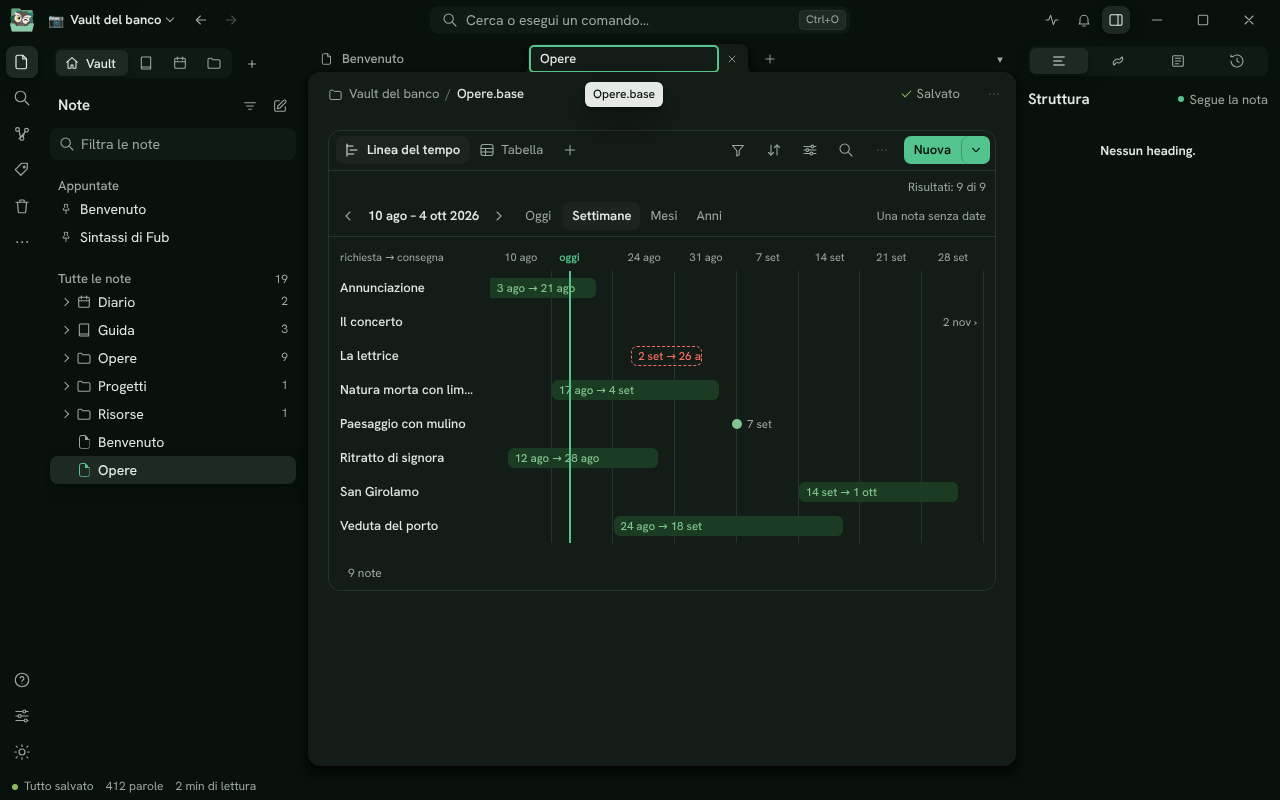 Vault del banco
Cerca o esegui un comando…
Ctrl+O
Vault
Note
Filtra le note
Appuntate
Benvenuto
Sintassi di Fub
Tutte le note 19
Diario 2
Guida 3
Opere 9
Progetti 1
Risorse 1
Benvenuto
Opere
Tutto salvato 412 parole 2 min di lettura
Benvenuto
Opere
Vault del banco / Opere.base
Opere.base
Salvato
Linea del tempo
Tabella
Nuova
Risultati: 9 di 9
10 ago – 4 ott 2026
Oggi
Settimane
Mesi
Anni
Una nota senza date
richiesta → consegna
10 ago
oggi
24 ago
31 ago
7 set
14 set
21 set
28 set
Annunciazione
3 ago → 21 ago
Il concerto
2 nov ›
La lettrice
2 set → 26 a
Natura morta con lim…
17 ago → 4 set
Paesaggio con mulino
7 set
Ritratto di signora
12 ago → 28 ago
San Girolamo
14 set → 1 ott
Veduta del porto
24 ago → 18 set
9 note
Struttura
Segue la nota
Nessun heading.